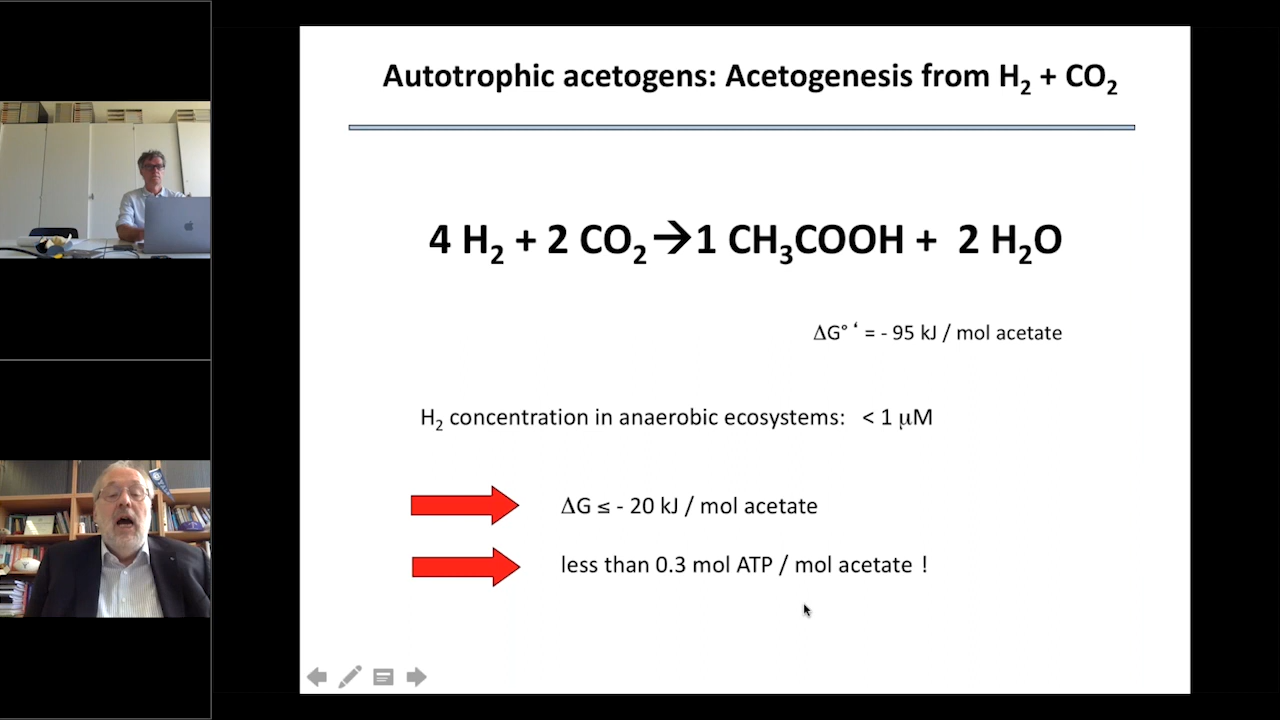 Autotrophic acetogens: Acetogenesis from H₂ + CO₂
4 H₂ + 2 CO₂ → 1 CH₃COOH + 2 H₂O
ΔG°‘ = - 95 kJ / mol acetate
H₂ concentration in anaerobic ecosystems: < 1 μM
ΔG ≤ - 20 kJ / mol acetate
less than 0.3 mol ATP / mol acetate !